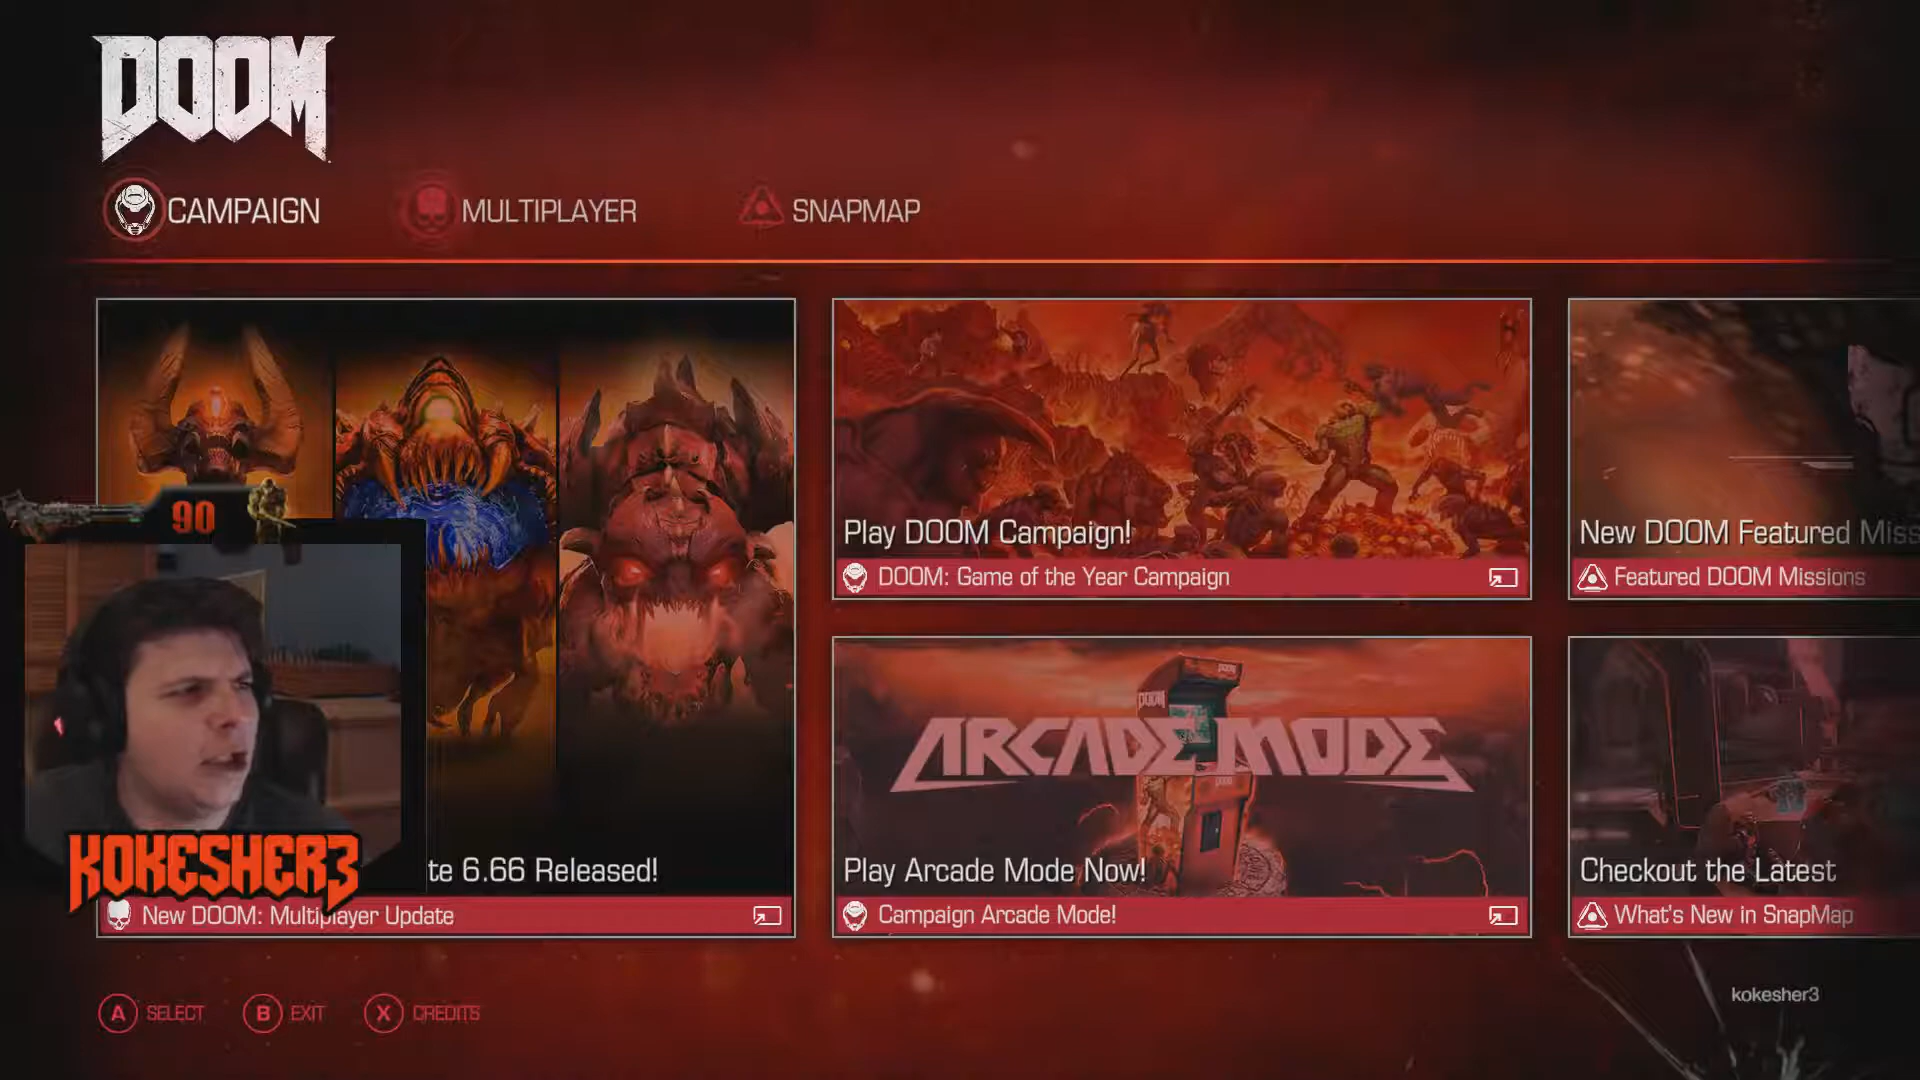 DOOM
CAMPAIGN
MULTIPLAYER
SNAPMAP
te 6.66 Released!
New DOOM: Multiplayer Update
Play DOOM Campaign!
DOOM: Game of the Year Campaign
New DOOM Featured Miss
Featured DOOM Missions
90
KOKESHER3
ARCADE MODE
DOOM
DOOM
Play Arcade Mode Now!
Campaign Arcade Mode!
Checkout the Latest
What's New in SnapMap
A SELECT
B EXIT
X CREDITS
kokesher3